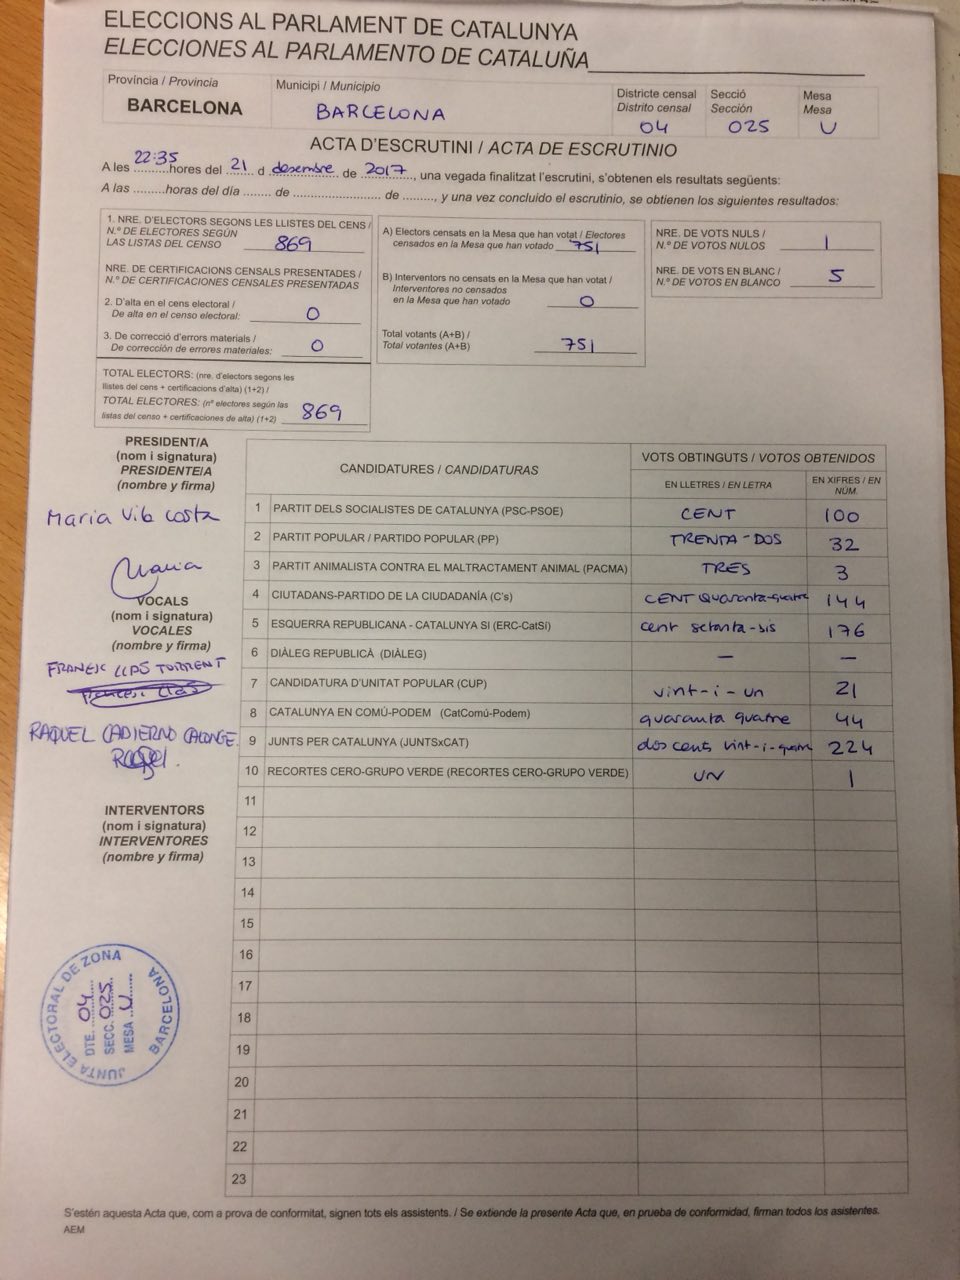 ELECCIONS AL PARLAMENT DE CATALUNYA
ELECCIONES AL PARLAMENTO DE CATALUÑA
Província / Provincia
BARCELONA
Municipi / Municipio
BARCELONA
Districte censal
Distrito censal
04
Secció
Sección
025
Mesa
Mesa
U
ACTA D'ESCRUTINI / ACTA DE ESCRUTINIO
A les 22:35 hores del 21 d desembre de 2017, una vegada finalitzat l'escrutini, s'obtenen els resultats següents:
A las .........horas del día ....... de .............................. de ........., y una vez concluido el escrutinio, se obtienen los siguientes resultados:
1. NRE. D'ELECTORS SEGONS LES LLISTES DEL CENS /
N.º DE ELECTORES SEGÚN
LAS LISTAS DEL CENSO 869
NRE. DE CERTIFICACIONS CENSALS PRESENTADES /
N.º DE CERTIFICACIONES CENSALES PRESENTADAS
2. D'alta en el cens electoral /
De alta en el censo electoral: 0
3. De correcció d'errors materials /
De corrección de errores materiales: 0
TOTAL ELECTORS: (nre. d'electors segons les
llistes del cens + certificacions d'alta) (1+2) /
TOTAL ELECTORES: (nº electores según las
listas del censo + certificaciones de alta) (1+2) 869
A) Electors censats en la Mesa que han votat / Electores
censados en la Mesa que han votado 751
B) Interventors no censats en la Mesa que han votat /
Interventores no censados
en la Mesa que han votado 0
Total votants (A+B) /
Total votantes (A+B) 751
NRE. DE VOTS NULS /
N.º DE VOTOS NULOS 1
NRE. DE VOTS EN BLANC /
N.º DE VOTOS EN BLANCO 5
PRESIDENT/A
(nom i signatura)
PRESIDENTE/A
(nombre y firma)
Maria Vila Costa
Maria
VOCALS
(nom i signatura)
VOCALES
(nombre y firma)
TORRENT
RAQUEL CADIERNO CALONGE
Raquel
INTERVENTORS
(nom i signatura)
INTERVENTORES
(nombre y firma)
CANDIDATURES / CANDIDATURAS
VOTS OBTINGUTS / VOTOS OBTENIDOS
EN LLETRES / EN LETRA
EN XIFRES / EN
NÚM.
1 PARTIT DELS SOCIALISTES DE CATALUNYA (PSC-PSOE) CENT 100
2 PARTIT POPULAR / PARTIDO POPULAR (PP) TRENTA-DOS 32
3 PARTIT ANIMALISTA CONTRA EL MALTRACTAMENT ANIMAL (PACMA) TRES 3
4 CIUTADANS-PARTIDO DE LA CIUDADANÍA (C's) CENT quaranta-quatre 144
5 ESQUERRA REPUBLICANA - CATALUNYA SI (ERC-CatSí) cent setanta-sis 176
6 DIÀLEG REPUBLICÀ (DIÀLEG) — —
7 CANDIDATURA D'UNITAT POPULAR (CUP) vint-i-un 21
8 CATALUNYA EN COMÚ-PODEM (CatComú-Podem) quaranta quatre 44
9 JUNTS PER CATALUNYA (JUNTSxCAT) dos cents vint-i-quatre 224
10 RECORTES CERO-GRUPO VERDE (RECORTES CERO-GRUPO VERDE) UN 1
11
12
13
14
15
16
17
18
19
20
21
22
23
JUNTA ELECTORAL DE ZONA
BARCELONA
DTE. 04
SECC. 025
MESA U
S'estén aquesta Acta que, com a prova de conformitat, signen tots els assistents. / Se extiende la presente Acta que, en prueba de conformidad, firman todos los asistentes.
AEM